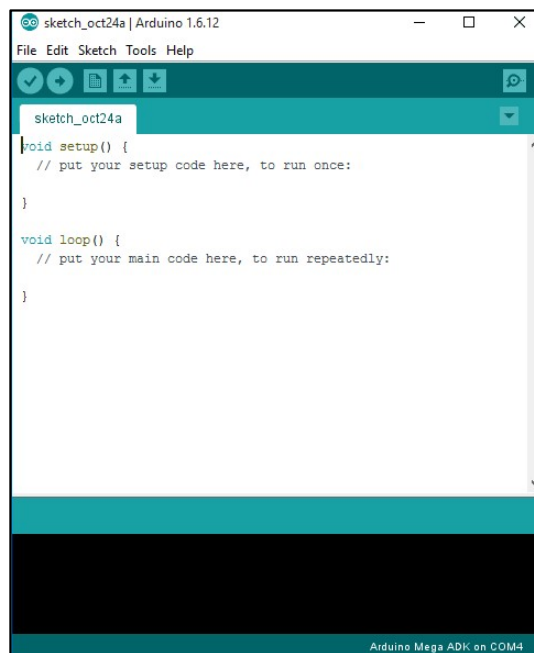 sketch_oct24a | Arduino 1.6.12
File Edit Sketch Tools Help
sketch_oct24a
void setup() {
  // put your setup code here, to run once:

}

void loop() {
  // put your main code here, to run repeatedly:

}
Arduino Mega ADK on COM4